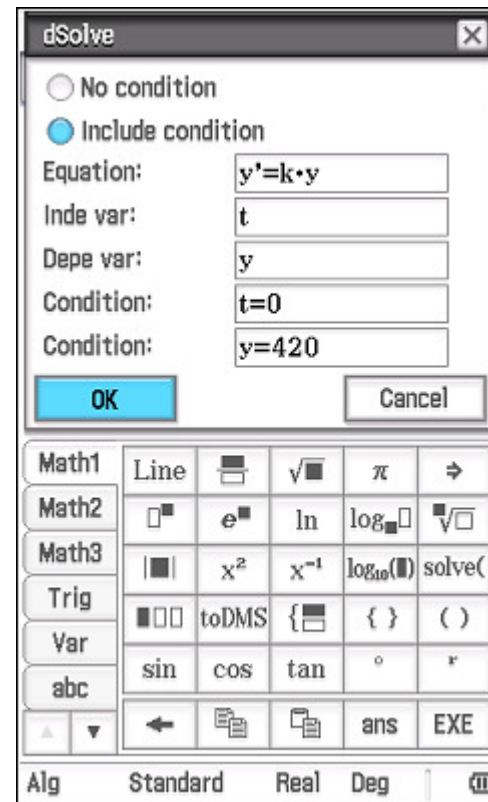 dSolve
No condition
Include condition
Equation: y'=k·y
Inde var: t
Depe var: y
Condition: t=0
Condition: y=420
OK Cancel
Math1 Line √■ π ⇒
Math2 □■ e■ ln log■□ ■√□
Math3 |■| x² x⁻¹ log₁₀(■) solve(
Trig ■□□ toDMS { { } ( )
Var sin cos tan ° r
abc
ans EXE
Alg Standard Real Deg